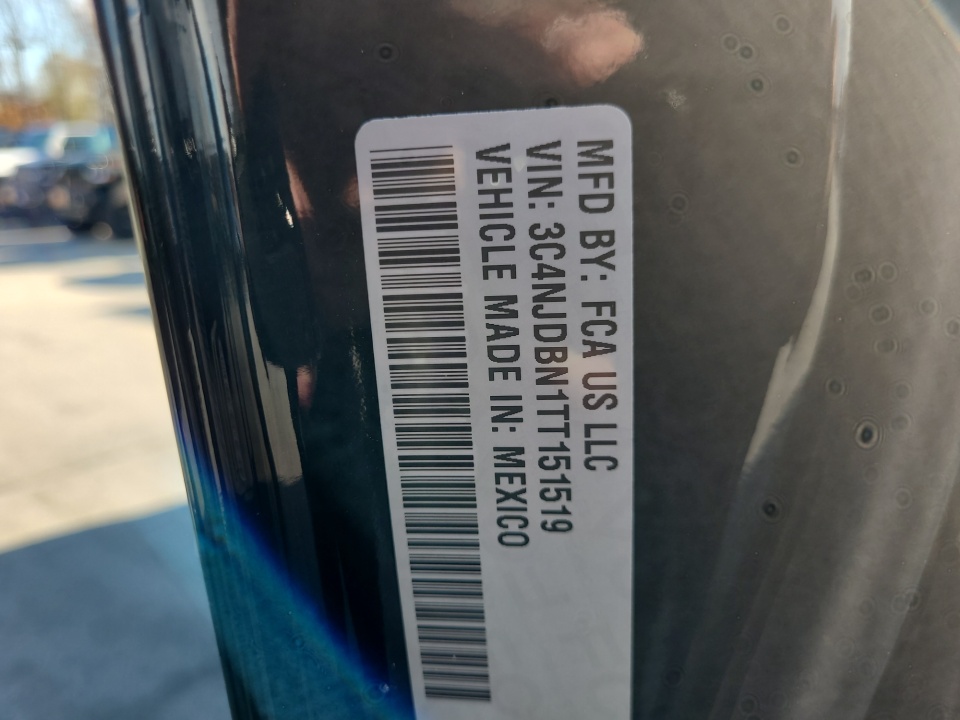 MFD BY: FCA US LLC
VIN: 3C4NJDBN1TT151519
VEHICLE MADE IN: MEXICO